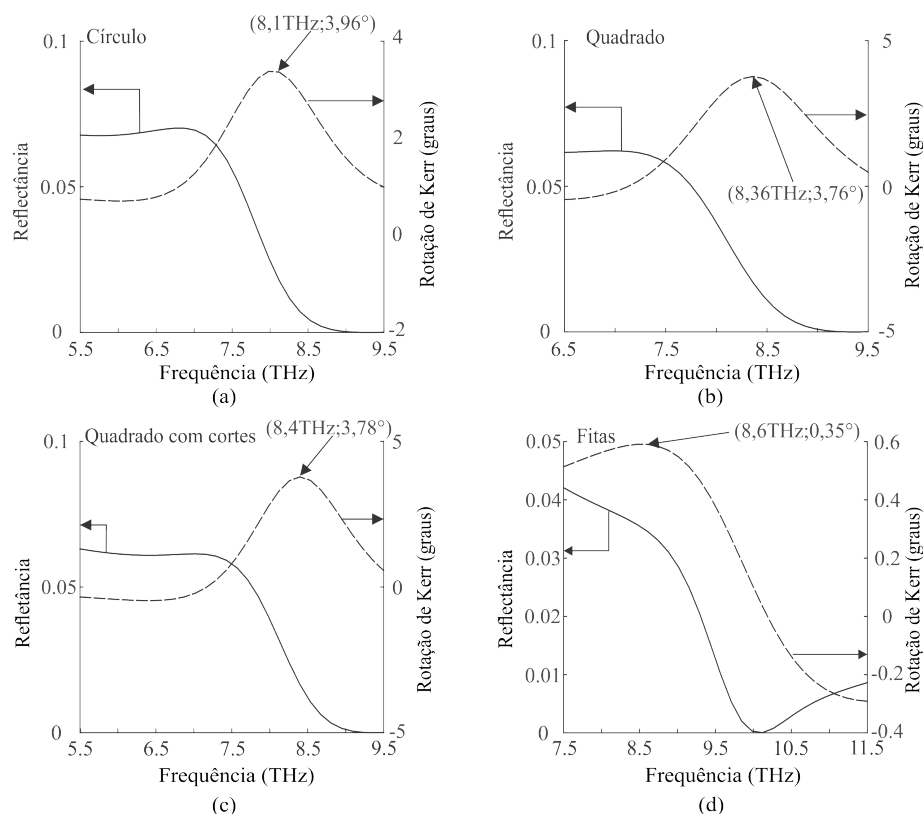 (8,1THz;3,96°)
0.1
Círculo
4
2
0.05
0
0
-2
5.5
6.5
7.5
8.5
9.5
Reflectância
Rotação de Kerr (graus)
Frequência (THz)
(a)
0.1
Quadrado
5
0.05
0
(8,36THz;3,76°)
0
-5
6.5
7.5
8.5
9.5
Reflectância
Rotação de Kerr (graus)
Frequência (THz)
(b)
0.1
Quadrado com cortes
(8,4THz;3,78°)
5
0.05
0
0
-5
5.5
6.5
7.5
8.5
9.5
Refletância
Rotação de Kerr (graus)
Frequência (THz)
(c)
0.05
Fitas
(8,6THz;0,35°)
0.6
0.04
0.4
0.03
0.2
0.02
0
0.01
-0.2
0
-0.4
7.5
8.5
9.5
10.5
11.5
Reflectância
Rotação de Kerr (graus)
Frequência (THz)
(d)